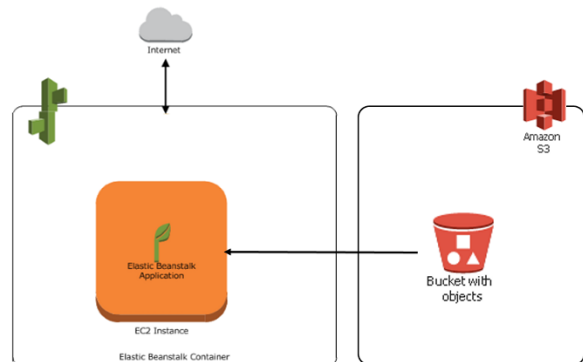 Internet
Amazon
S3
Elastic Beanstalk
Application
Bucket with
objects
EC2 Instance
Elastic Beanstalk Container